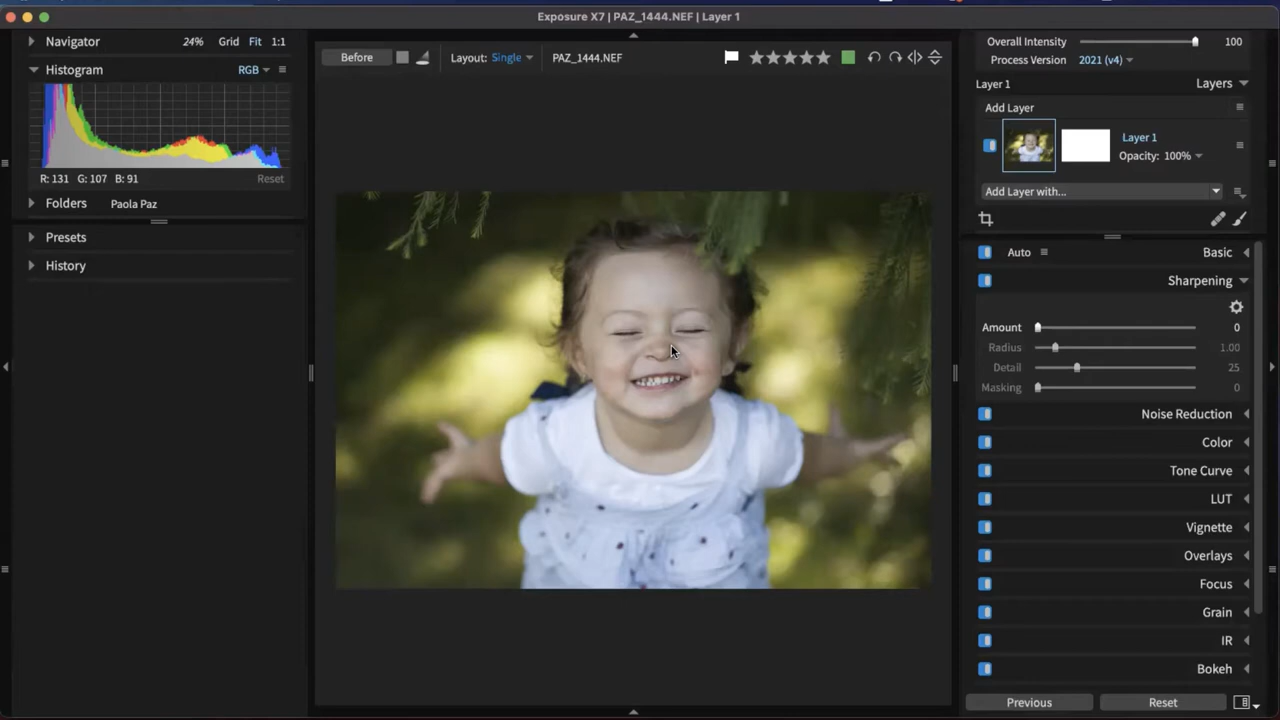 Exposure X7 | PAZ_1444.NEF | Layer 1
Navigator 24% Grid Fit 1:1
Histogram RGB
R: 131 G: 107 B: 91 Reset
Folders Paola Paz
Presets
History
Before Layout: Single PAZ_1444.NEF
Overall Intensity 100
Process Version 2021 (v4)
Layer 1 Layers
Add Layer
Layer 1
Opacity: 100%
Add Layer with...
Auto Basic
Sharpening
Amount 0
Radius 1.00
Detail 25
Masking 0
Noise Reduction
Color
Tone Curve
LUT
Vignette
Overlays
Focus
Grain
IR
Bokeh
Previous Reset